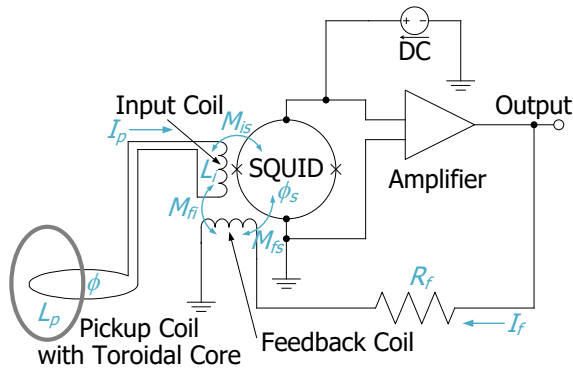 + -
DC
Input Coil
Output
I_p
M_is
SQUID
L_i
Amplifier
ϕ_s
M_fi
M_fs
ϕ
R_f
L_p
I_f
Pickup Coil
with Toroidal Core
Feedback Coil